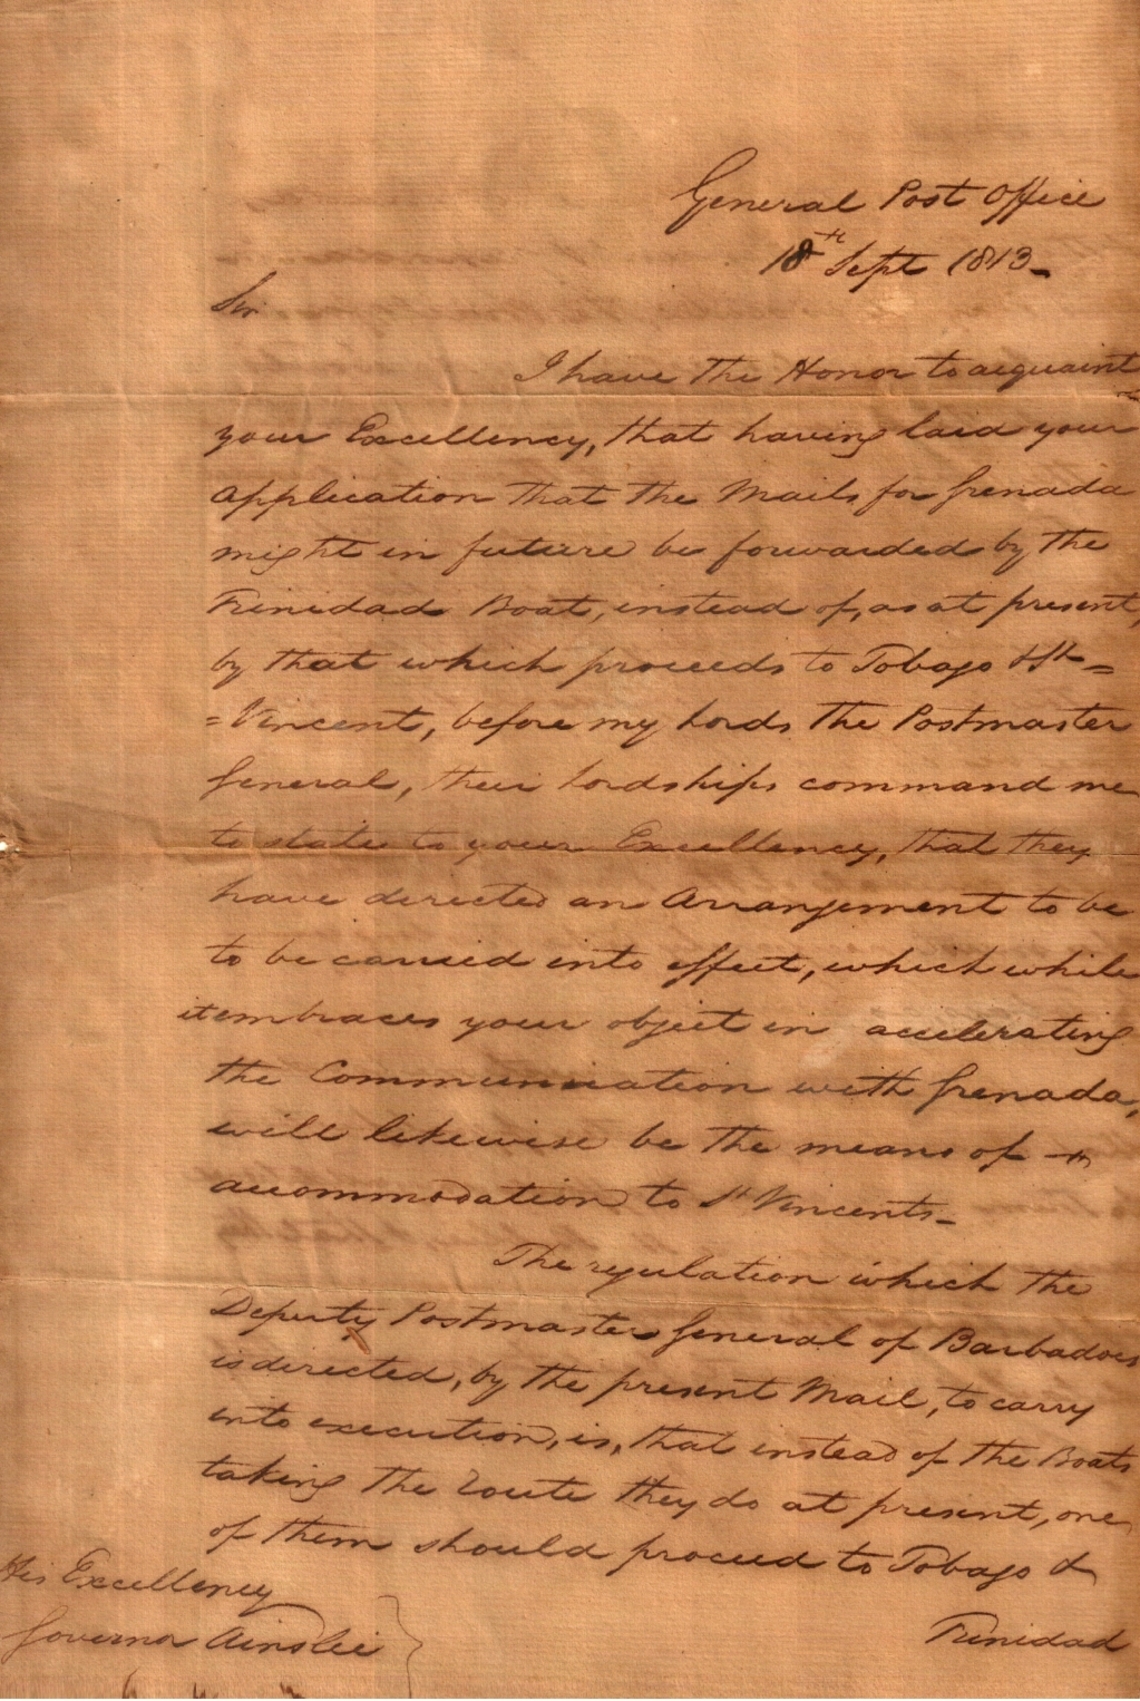 General Post Office
18th Sept 1813-
Sir
I have the Honor to acquaint
your Excellency, that having laid your
application that the Mails for Grenada
might in future be forwarded by the
Trinidad Boat, instead of, as at present,
by that which proceeds to Tobago & St =
=Vincent, before my Lords the Postmaster
General, their Lordships command me
to state to your Excellency, that they
have directed an Arrangement to be
to be carried into effect, which while
it embraces your object in accelerating
the Communication with Grenada,
will likewise be the means of
accommodation to St Vincents-
The regulation which the
Deputy Postmaster General of Barbadoes
is directed, by the present Mail, to carry
into execution, is, that instead of the Boats
taking the route they do at present, one
of them should proceed to Tobago &
Trinidad
His Excellency
Governor Ainslie